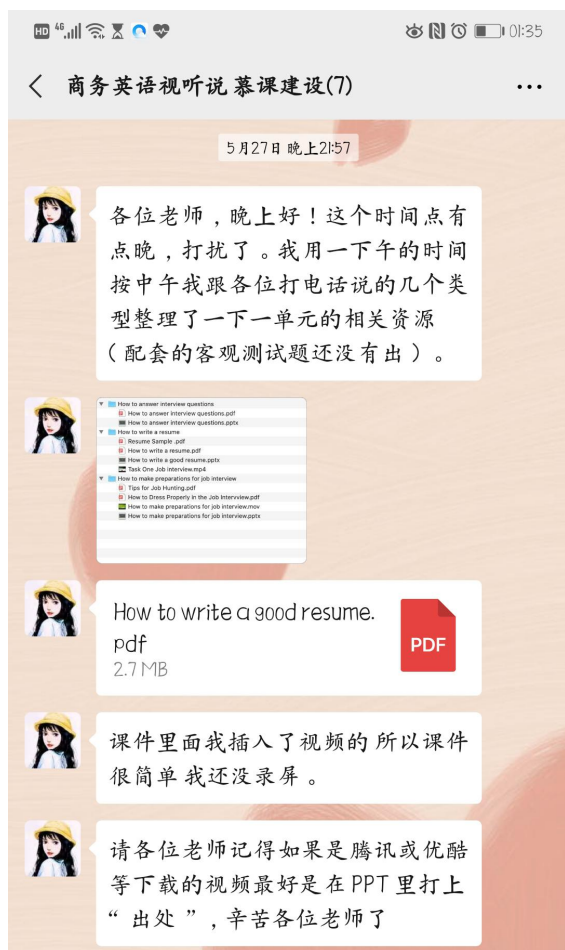 HD 4G 01:35
商务英语视听说 慕课建设(7)
5月27日 晚上21:57
各位老师，晚上好！这个时间点有
点晚，打扰了。我用一下午的时间
按中午我跟各位打电话说的几个类
型整理了一下一单元的相关资源
（配套的客观测试题还没有出）。
How to answer interview questions
How to answer interview questions.pdf
How to answer interview questions.pptx
How to write a resume
Resume Sample .pdf
How to write a resume.pdf
How to write a good resume.pptx
Task One Job interview.mp4
How to make preparations for job interview
Tips for Job Hunting.pdf
How to Dress Properly in the Job Intervview.pdf
How to make preparations for job interview.mov
How to make preparations for job interview.pptx
How to write a good resume.
pdf
2.7 MB
PDF
课件里面我插入了视频的 所以课件
很简单 我还没录屏。
请各位老师记得如果是腾讯或优酷
等下载的视频最好是在PPT里打上
“出处”，辛苦各位老师了